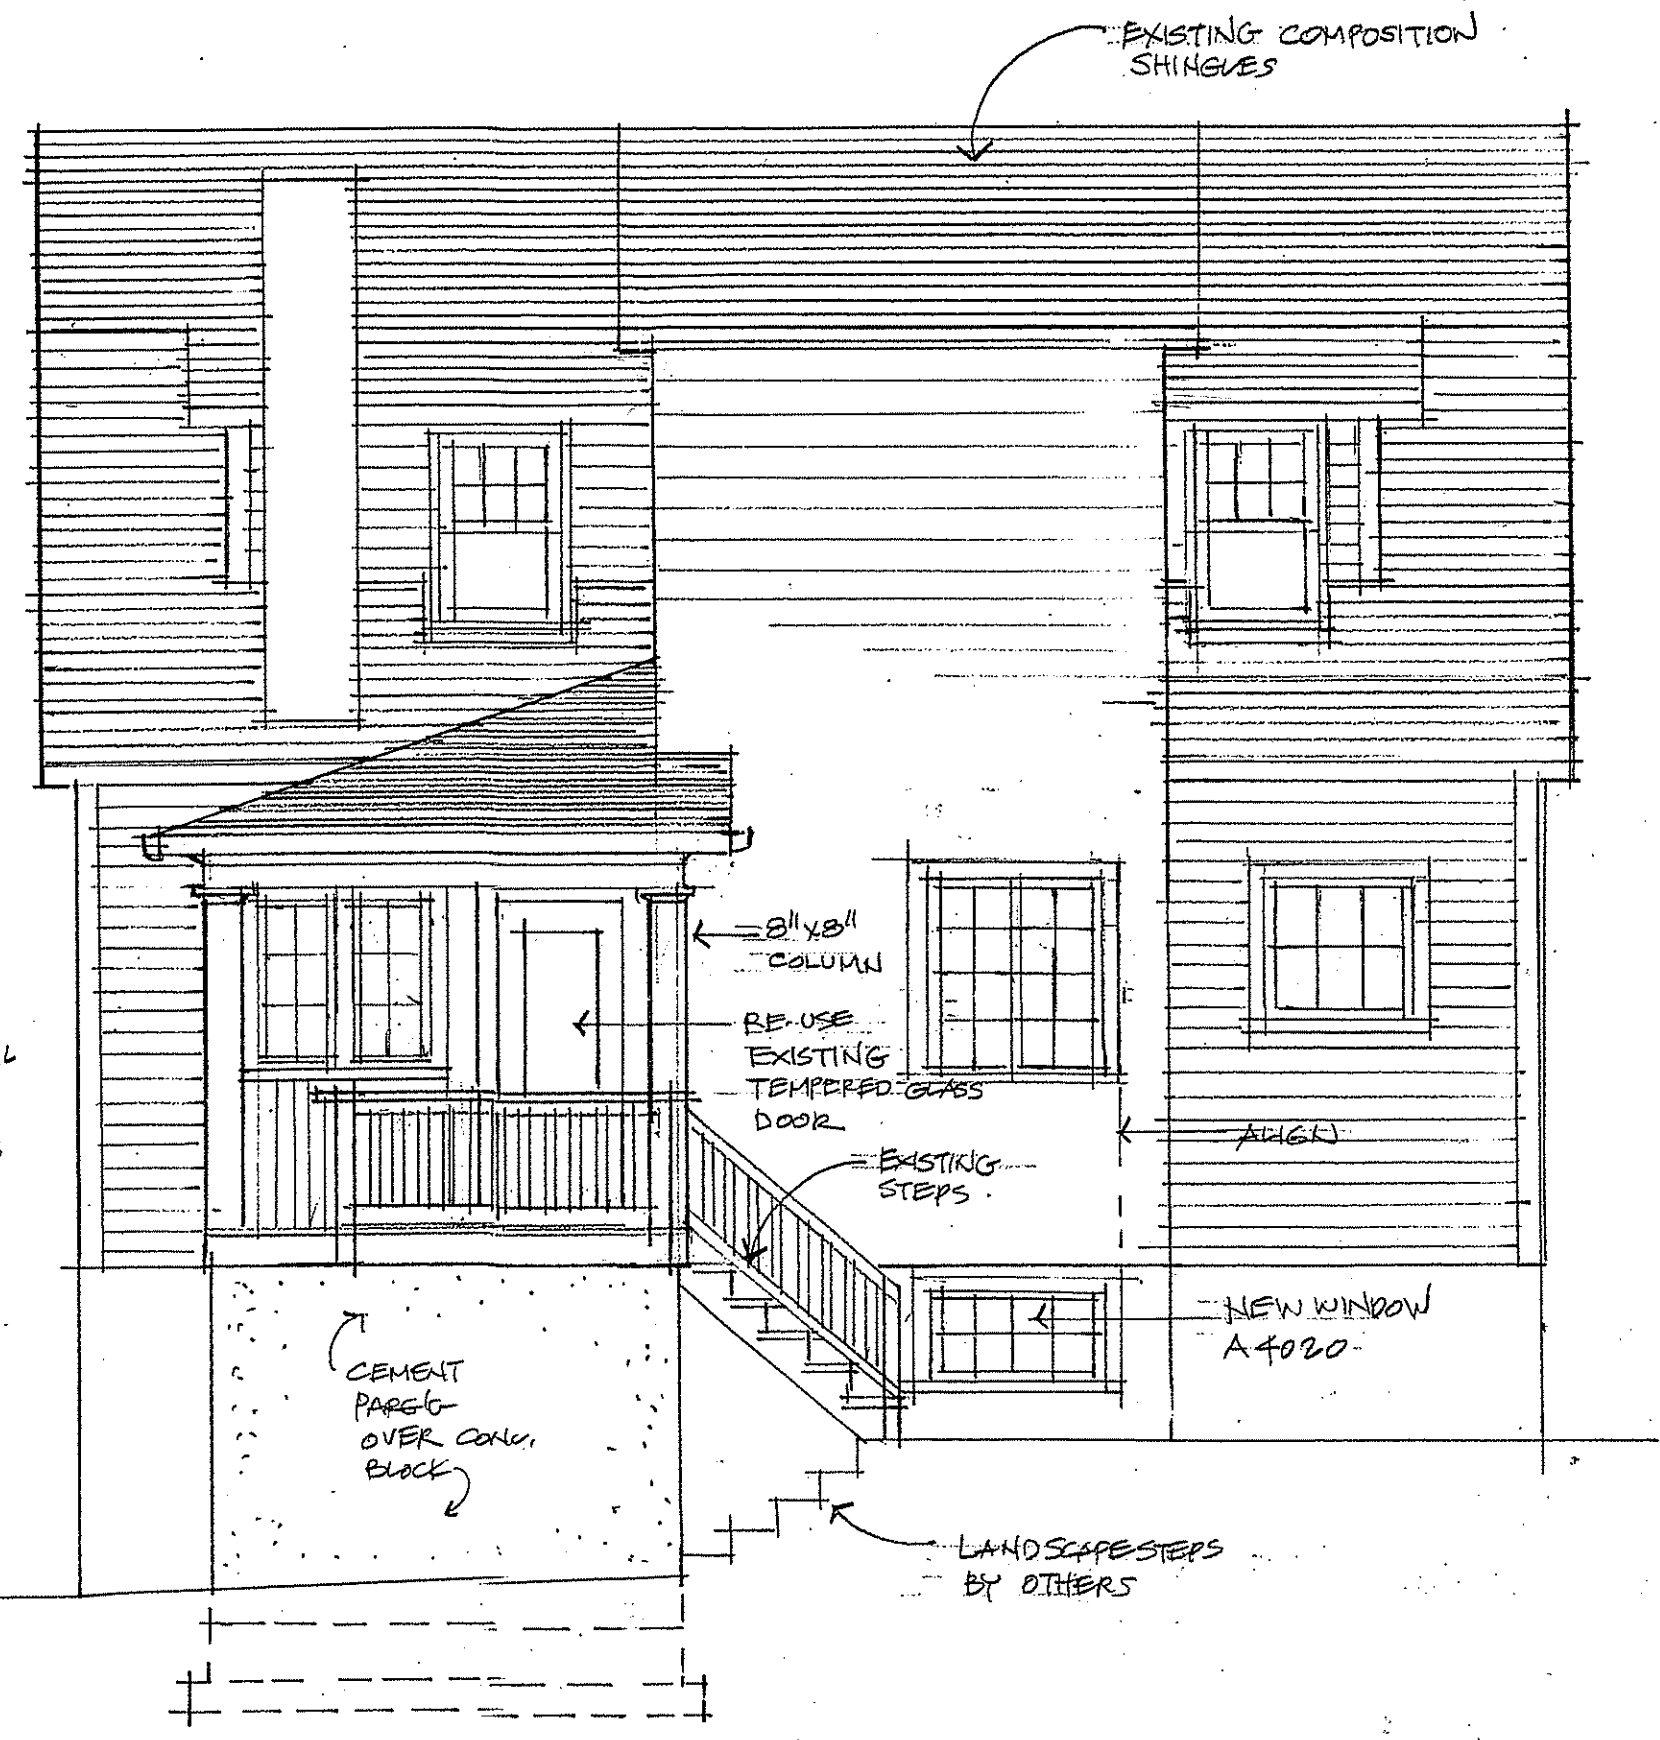 EXISTING COMPOSITION
SHINGLES
8"X8"
COLUMN
RE-USE
EXISTING
TEMPERED GLASS
DOOR
ALIGN
EXISTING
STEPS.
NEW WINDOW
A4020
CEMENT
PARG'G
OVER CONC.
BLOCK
LANDSCAPE STEPS
BY OTHERS
L